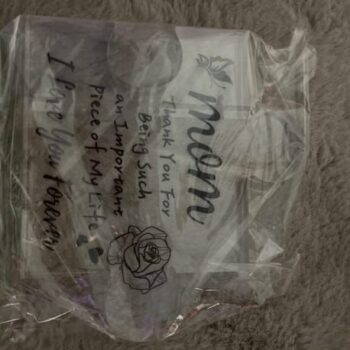 mom
Thank You For
Being Such
an Important
Piece of My Life
I Love You Forever